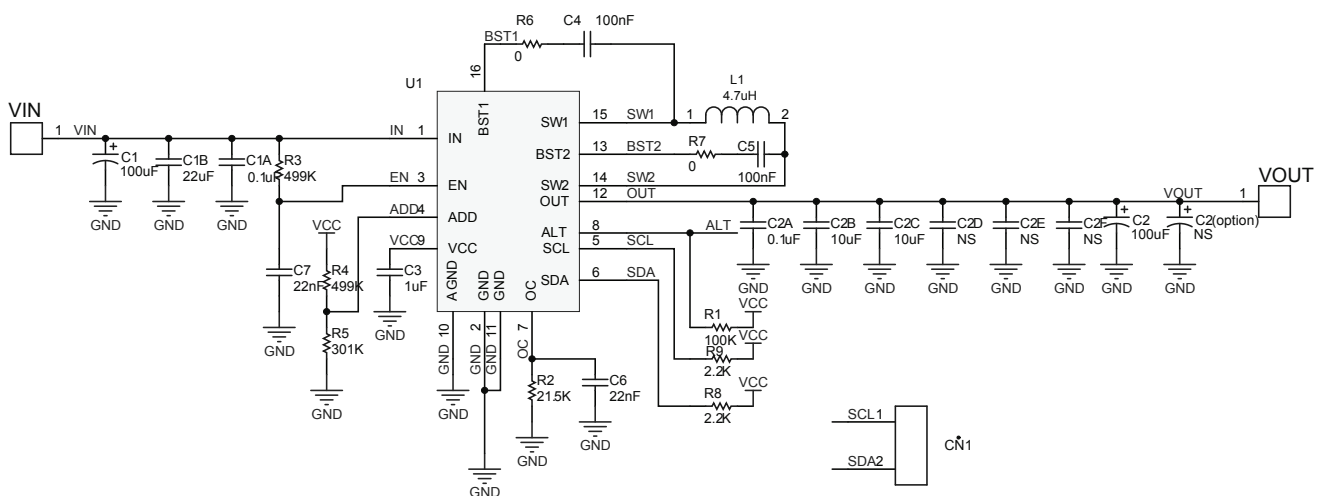 R6
C4
100nF
BST1
0
16
U1
L1
4.7uH
VIN
1
VIN
IN
1
IN
BST1
SW1
15
SW1
1
2
C1
100uF
C1B
22uF
C1A
0.1uF
R3
499K
BST2
13
BST2
R7
0
C5
100nF
EN
3
EN
SW2
14
SW2
OUT
12
OUT
VOUT
1
VOUT
GND
GND
GND
ADD
4
ADD
ALT
8
ALT
C2A
0.1uF
C2B
10uF
C2C
10uF
C2D
NS
C2E
NS
C2F
NS
C2
100uF
C2(option)
NS
VCC
VCC
9
VCC
SCL
5
SCL
C7
22nF
R4
499K
C3
1uF
SDA
6
SDA
GND
GND
GND
GND
GND
GND
GND
GND
AGND
GND
GND
OC
VCC
R1
100K
GND
GND
R5
301K
GND
10
GND
2
GND
11
OC
7
VCC
R9
2.2K
R2
21.5K
C6
22nF
VCC
R8
2.2K
GND
GND
GND
GND
GND
SCL
1
CN1
SDA
2